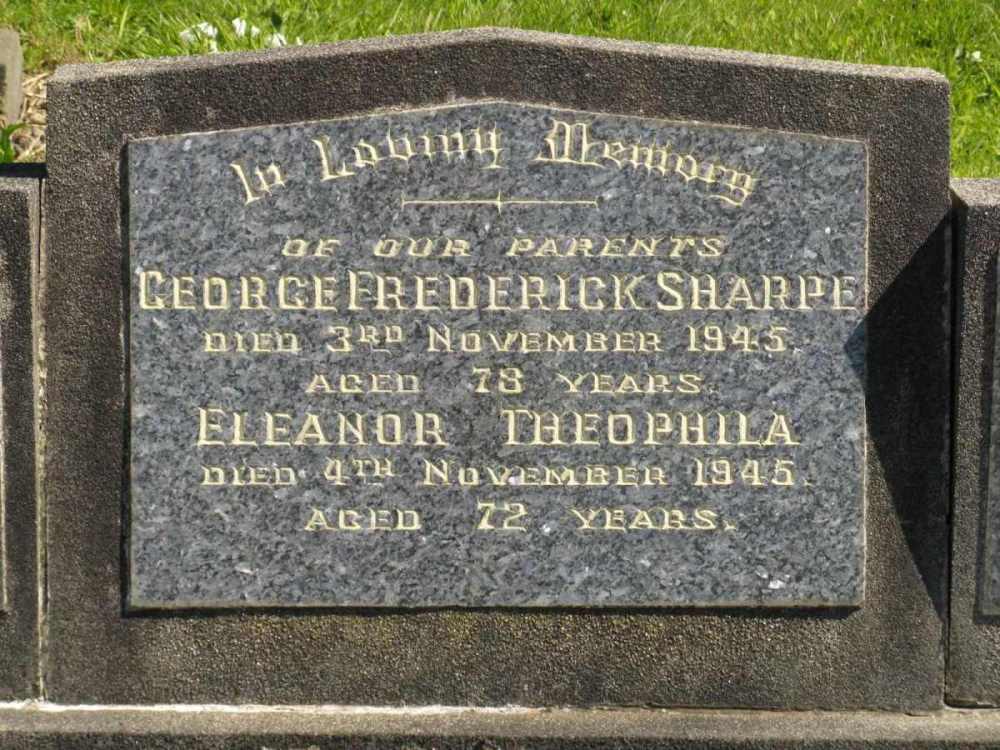 In Loving Memory
OF OUR PARENTS
GEORGE FREDERICK SHARPE
DIED 3RD NOVEMBER 1945.
AGED 78 YEARS.
ELEANOR THEOPHILA
DIED 4TH NOVEMBER 1945.
AGED 72 YEARS.